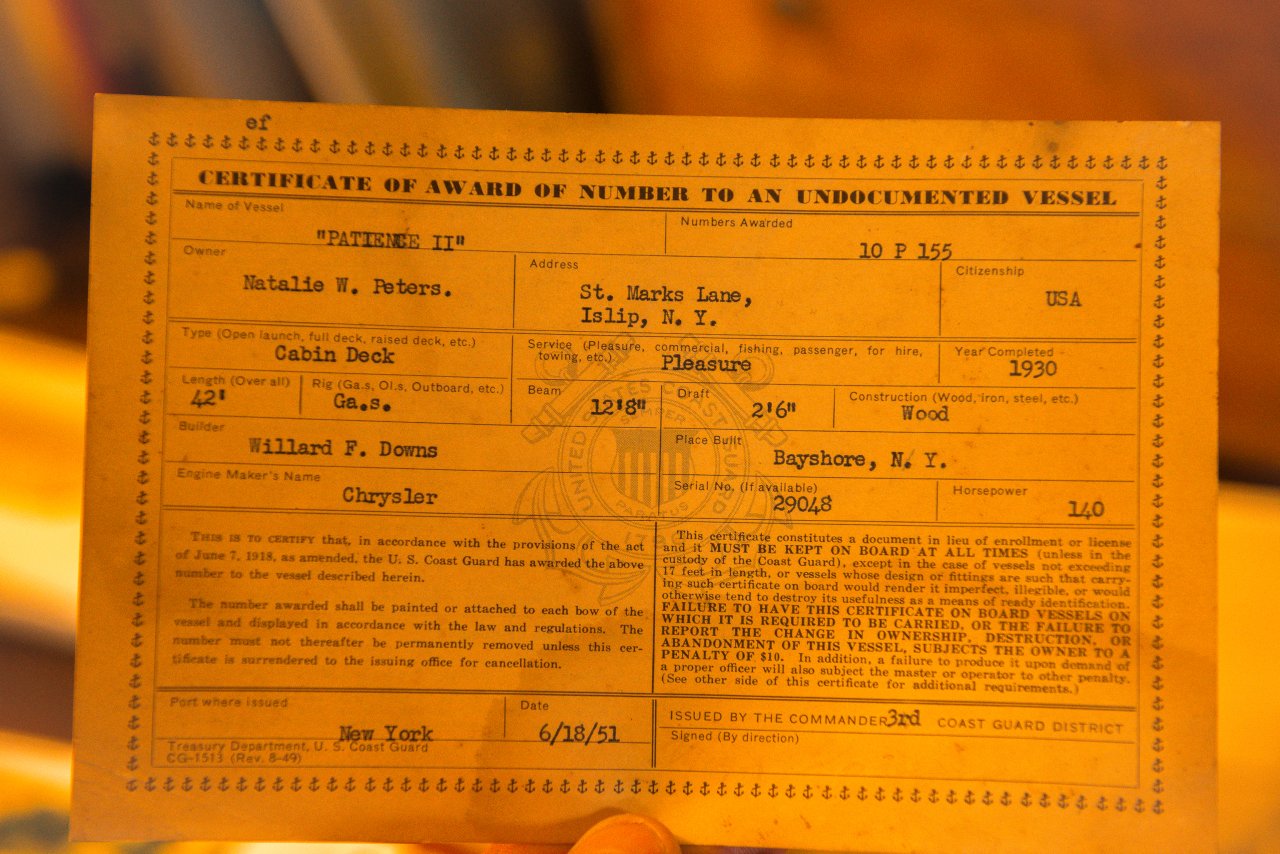 ef
CERTIFICATE OF AWARD OF NUMBER TO AN UNDOCUMENTED VESSEL
Name of Vessel
"PATIENCE II"
Numbers Awarded
10 P 155
Owner
Natalie W. Peters.
Address
St. Marks Lane,
Islip, N. Y.
Citizenship
USA
Type (Open launch, full deck, raised deck, etc.)
Cabin Deck
Service (Pleasure, commercial, fishing, passenger, for hire,
towing, etc.)
Pleasure
Year Completed
1930
Length (Over all)
42'
Rig (Ga.s, Ol.s, Outboard, etc.)
Ga.s.
Beam
12'8"
Draft
2'6"
Construction (Wood, iron, steel, etc.)
Wood
Builder
Willard F. Downs
Place Built
Bayshore, N. Y.
Engine Maker's Name
Chrysler
Serial No. (If available)
29048
Horsepower
140
UNITED STATES COAST GUARD
SEMPER
PARATUS
1790
THIS IS TO CERTIFY that, in accordance with the provisions of the act
of June 7, 1918, as amended, the U. S. Coast Guard has awarded the above
number to the vessel described herein.
The number awarded shall be painted or attached to each bow of the
vessel and displayed in accordance with the law and regulations. The
number must not thereafter be permanently removed unless this cer-
tificate is surrendered to the issuing office for cancellation.
This certificate constitutes a document in lieu of enrollment or license
and it MUST BE KEPT ON BOARD AT ALL TIMES (unless in the
custody of the Coast Guard), except in the case of vessels not exceeding
17 feet in length, or vessels whose design or fittings are such that carry-
ing such certificate on board would render it imperfect, illegible, or would
otherwise tend to destroy its usefulness as a means of ready identification.
FAILURE TO HAVE THIS CERTIFICATE ON BOARD VESSELS ON
WHICH IT IS REQUIRED TO BE CARRIED, OR THE FAILURE TO
REPORT THE CHANGE IN OWNERSHIP, DESTRUCTION, OR
ABANDONMENT OF THIS VESSEL, SUBJECTS THE OWNER TO A
PENALTY OF $10. In addition, a failure to produce it upon demand of
a proper officer will also subject the master or operator to other penalty.
(See other side of this certificate for additional requirements.)
Port where issued
New York
Date
6/18/51
ISSUED BY THE COMMANDER 3rd COAST GUARD DISTRICT
Signed (By direction)
Treasury Department, U. S. Coast Guard
CG-1513 (Rev. 8-49)